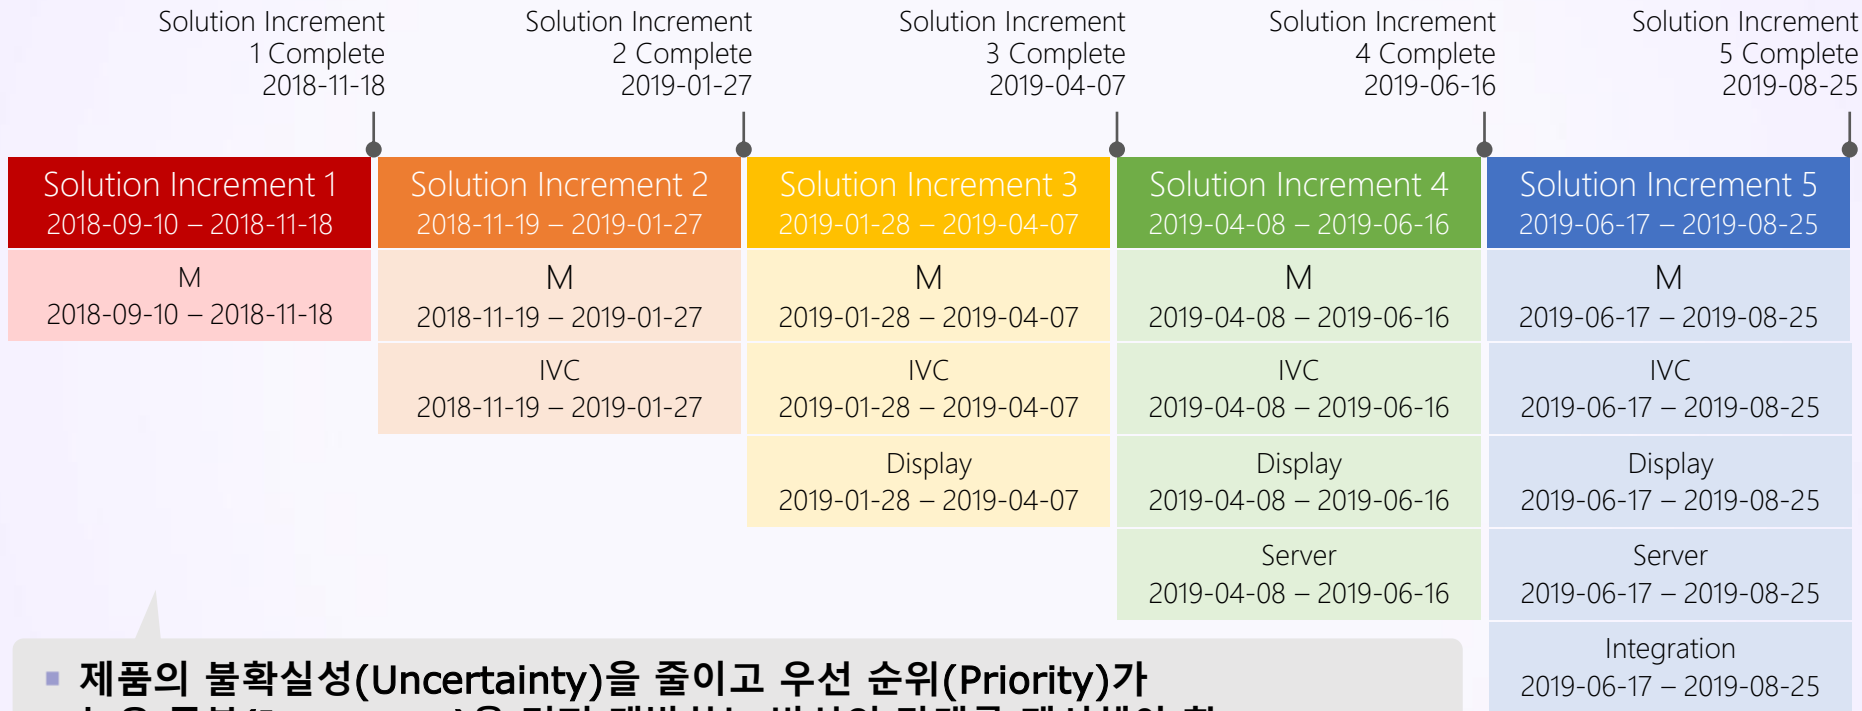 Solution Increment
1 Complete
2018-11-18
Solution Increment
2 Complete
2019-01-27
Solution Increment
3 Complete
2019-04-07
Solution Increment
4 Complete
2019-06-16
Solution Increment
5 Complete
2019-08-25
Solution Increment 1
2018-09-10 – 2018-11-18
Solution Increment 2
2018-11-19 – 2019-01-27
Solution Increment 3
2019-01-28 – 2019-04-07
Solution Increment 4
2019-04-08 – 2019-06-16
Solution Increment 5
2019-06-17 – 2019-08-25
M
2018-09-10 – 2018-11-18
M
2018-11-19 – 2019-01-27
M
2019-01-28 – 2019-04-07
M
2019-04-08 – 2019-06-16
M
2019-06-17 – 2019-08-25
IVC
2018-11-19 – 2019-01-27
IVC
2019-01-28 – 2019-04-07
IVC
2019-04-08 – 2019-06-16
IVC
2019-06-17 – 2019-08-25
Display
2019-01-28 – 2019-04-07
Display
2019-04-08 – 2019-06-16
Display
2019-06-17 – 2019-08-25
Server
2019-04-08 – 2019-06-16
Server
2019-06-17 – 2019-08-25
Integration
2019-06-17 – 2019-08-25
▪ 제품의 불확실성(Uncertainty)을 줄이고 우선 순위(Priority)가